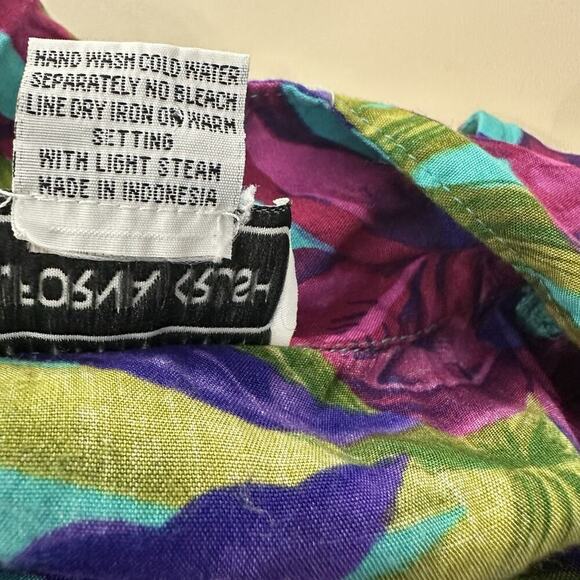 HAND WASH COLD WATER
SEPARATELY NO BLEACH
LINE DRY IRON ON WARM
SETTING
WITH LIGHT STEAM
MADE IN INDONESIA
CRUSH